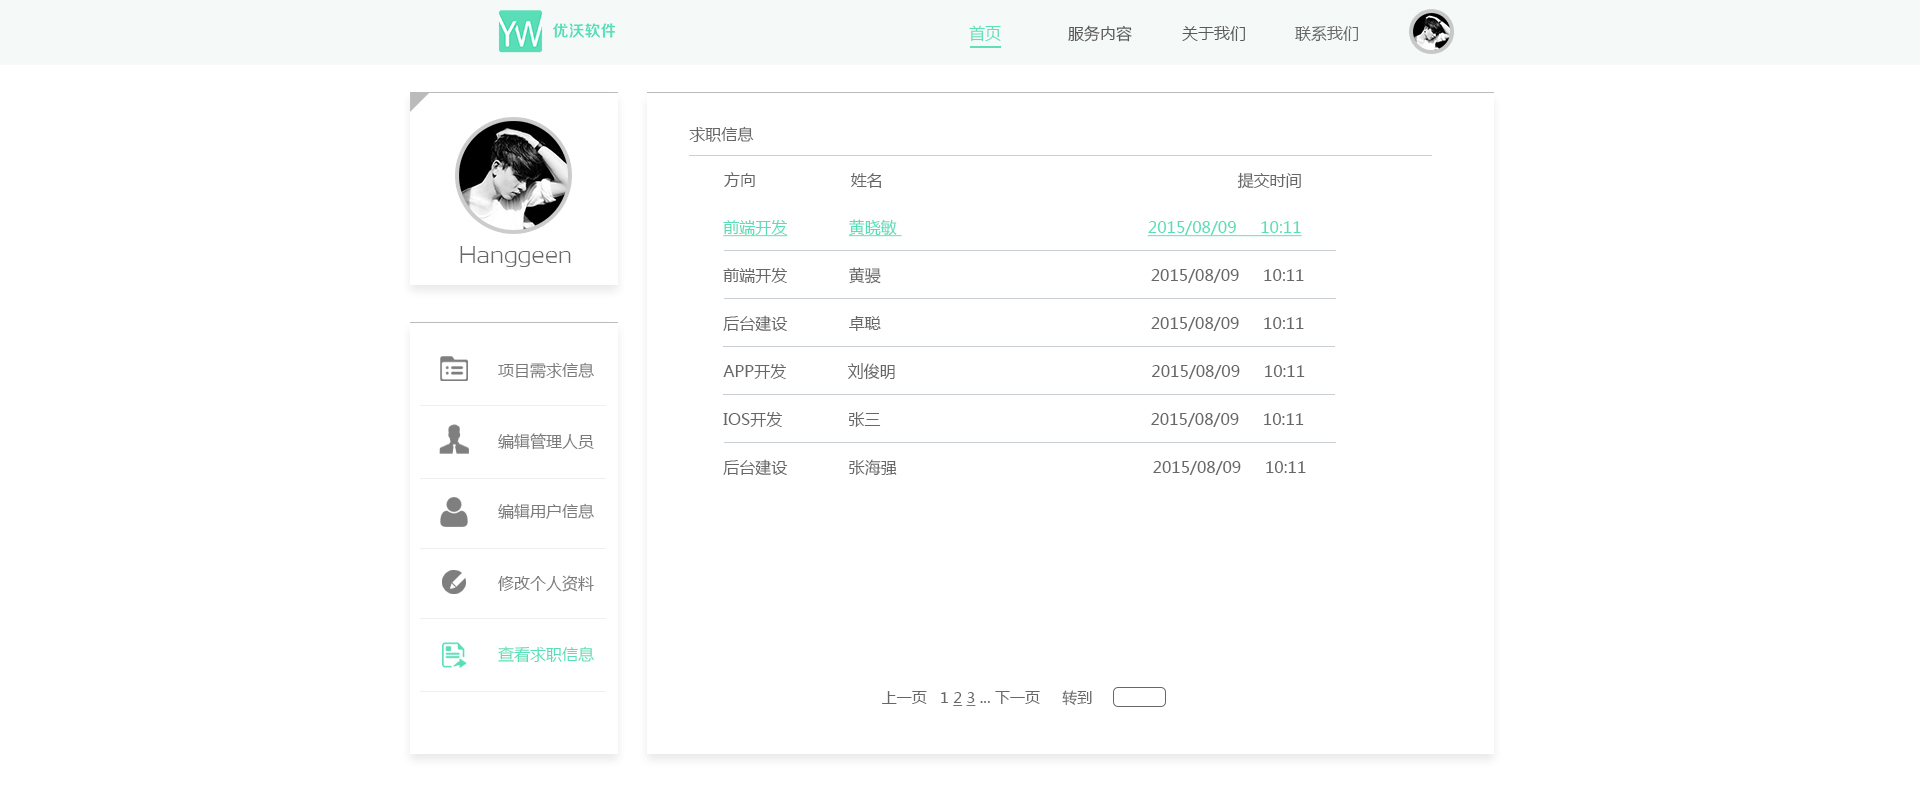 YW 优沃软件 首页 服务内容 关于我们 联系我们
Hanggeen
项目需求信息
编辑管理人员
编辑用户信息
修改个人资料
查看求职信息
求职信息
方向 姓名 提交时间
前端开发 黄晓敏 2015/08/09 10:11
前端开发 黄骎 2015/08/09 10:11
后台建设 卓聪 2015/08/09 10:11
APP开发 刘俊明 2015/08/09 10:11
IOS开发 张三 2015/08/09 10:11
后台建设 张海强 2015/08/09 10:11
上一页 1 2 3 ... 下一页 转到